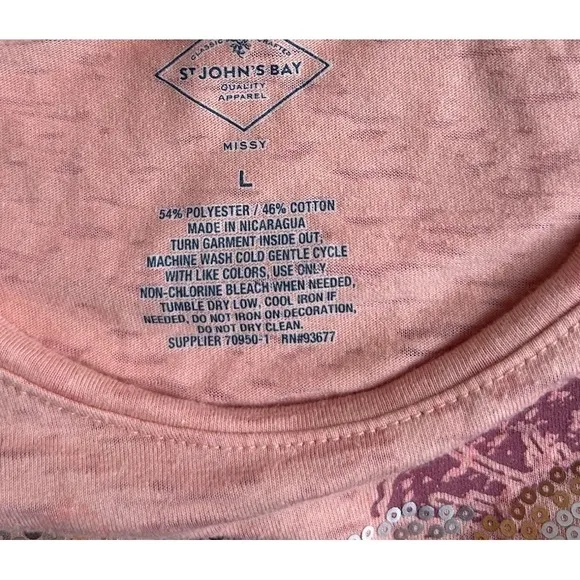 CLASSIC CRAFTED
ST JOHN'S BAY
QUALITY
APPAREL
MISSY
L
54% POLYESTER / 46% COTTON
MADE IN NICARAGUA
TURN GARMENT INSIDE OUT,
MACHINE WASH COLD GENTLE CYCLE
WITH LIKE COLORS, USE ONLY
NON-CHLORINE BLEACH WHEN NEEDED,
TUMBLE DRY LOW, COOL IRON IF
NEEDED, DO NOT IRON ON DECORATION,
DO NOT DRY CLEAN.
SUPPLIER 70950-1 RN#93677